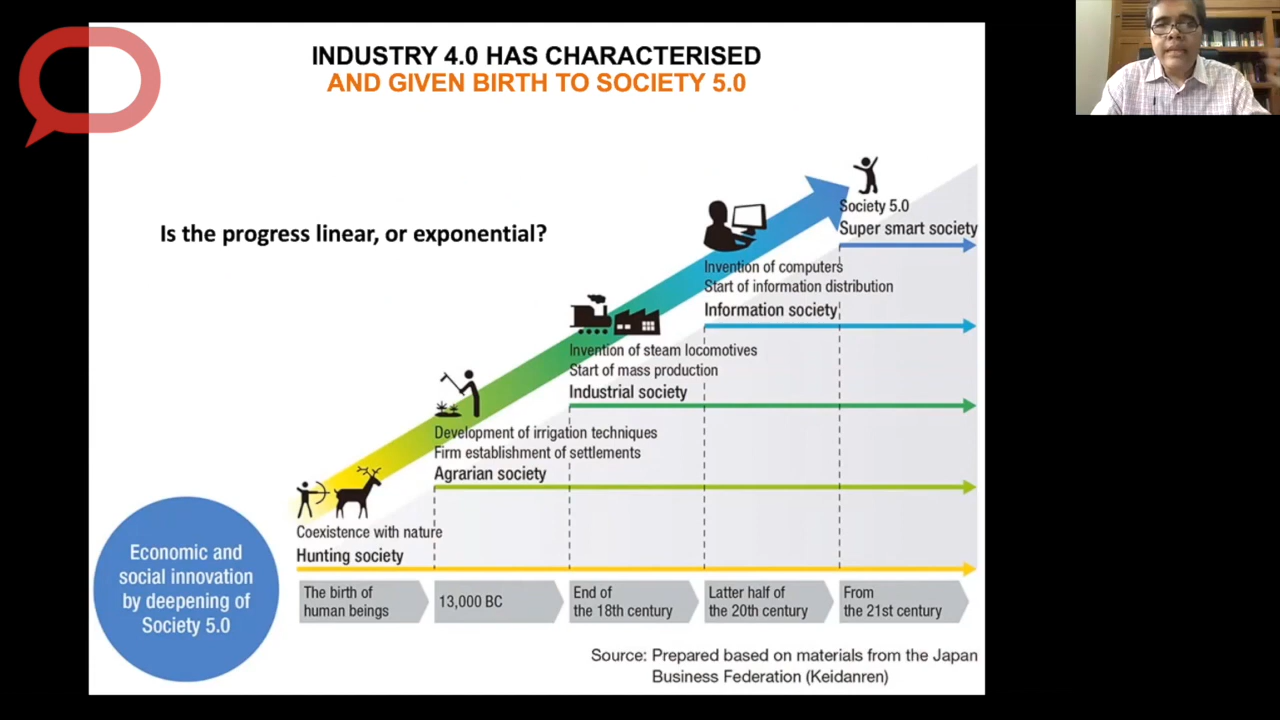 INDUSTRY 4.0 HAS CHARACTERISED
AND GIVEN BIRTH TO SOCIETY 5.0
Is the progress linear, or exponential?
Society 5.0
Super smart society
Invention of computers
Start of information distribution
Information society
Invention of steam locomotives
Start of mass production
Industrial society
Development of irrigation techniques
Firm establishment of settlements
Agrarian society
Coexistence with nature
Hunting society
Economic and
social innovation
by deepening of
Society 5.0
The birth of
human beings
13,000 BC
End of
the 18th century
Latter half of
the 20th century
From
the 21st century
Source: Prepared based on materials from the Japan
Business Federation (Keidanren)